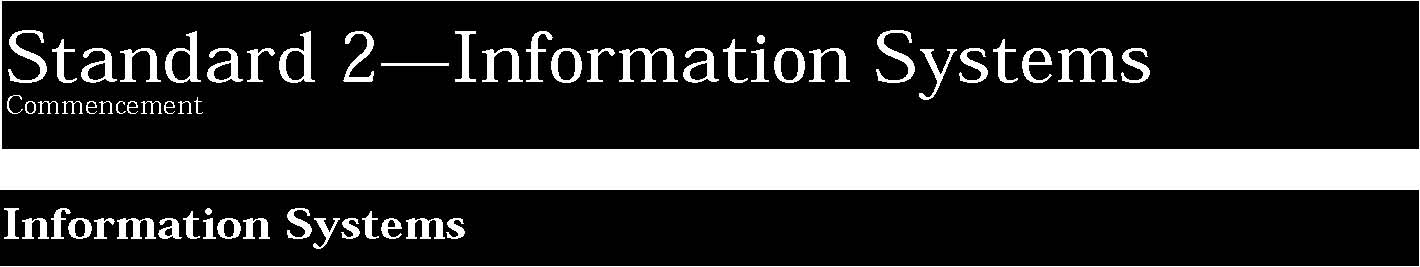 Standard 2—Information Systems
Commencement
Information Systems